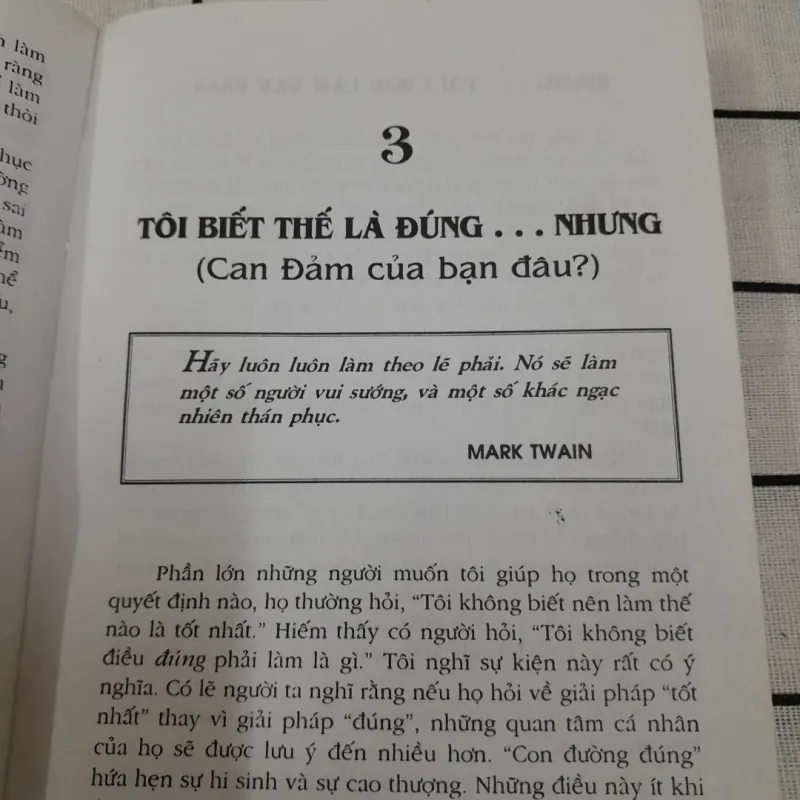 làm
ràng
làm
thời
hục
sai
u,
3
TÔI BIẾT THẾ LÀ ĐÚNG . . . NHƯNG
(Can Đảm của bạn đâu?)
Hãy luôn luôn làm theo lẽ phải. Nó sẽ làm
một số người vui sướng, và một số khác ngạc
nhiên thán phục.
MARK TWAIN
Phần lớn những người muốn tôi giúp họ trong một
quyết định nào, họ thường hỏi, “Tôi không biết nên làm thế
nào là tốt nhất.” Hiếm thấy có người hỏi, “Tôi không biết
điều đúng phải làm là gì.” Tôi nghĩ sự kiện này rất có ý
nghĩa. Có lẽ người ta nghĩ rằng nếu họ hỏi về giải pháp “tốt
nhất” thay vì giải pháp “đúng”, những quan tâm cá nhân
của họ sẽ được lưu ý đến nhiều hơn. “Con đường đúng”
hứa hẹn sự hi sinh và sự cao thượng. Những điều này ít khi